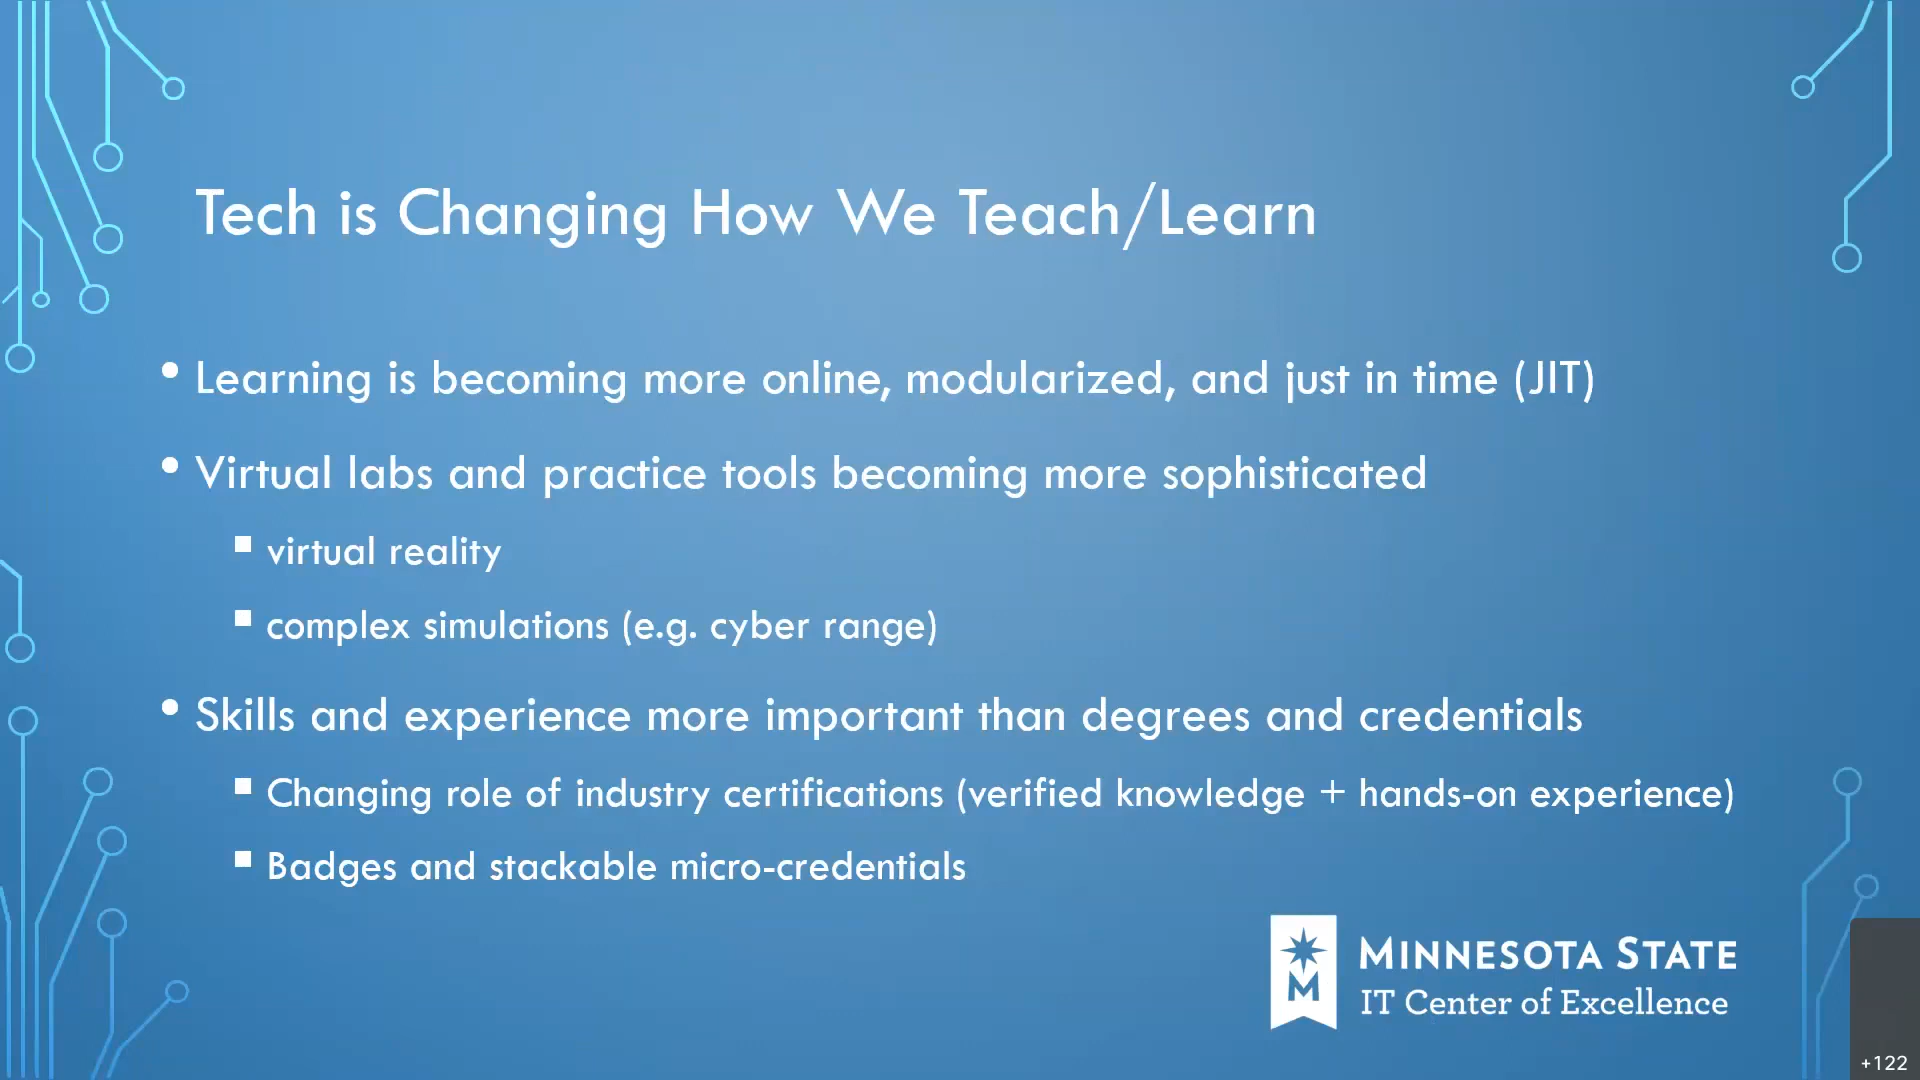 Tech is Changing How We Teach/Learn
• Learning is becoming more online, modularized, and just in time (JIT)
• Virtual labs and practice tools becoming more sophisticated
▪ virtual reality
▪ complex simulations (e.g. cyber range)
• Skills and experience more important than degrees and credentials
▪ Changing role of industry certifications (verified knowledge + hands-on experience)
▪ Badges and stackable micro-credentials
M
MINNESOTA STATE
IT Center of Excellence
+122